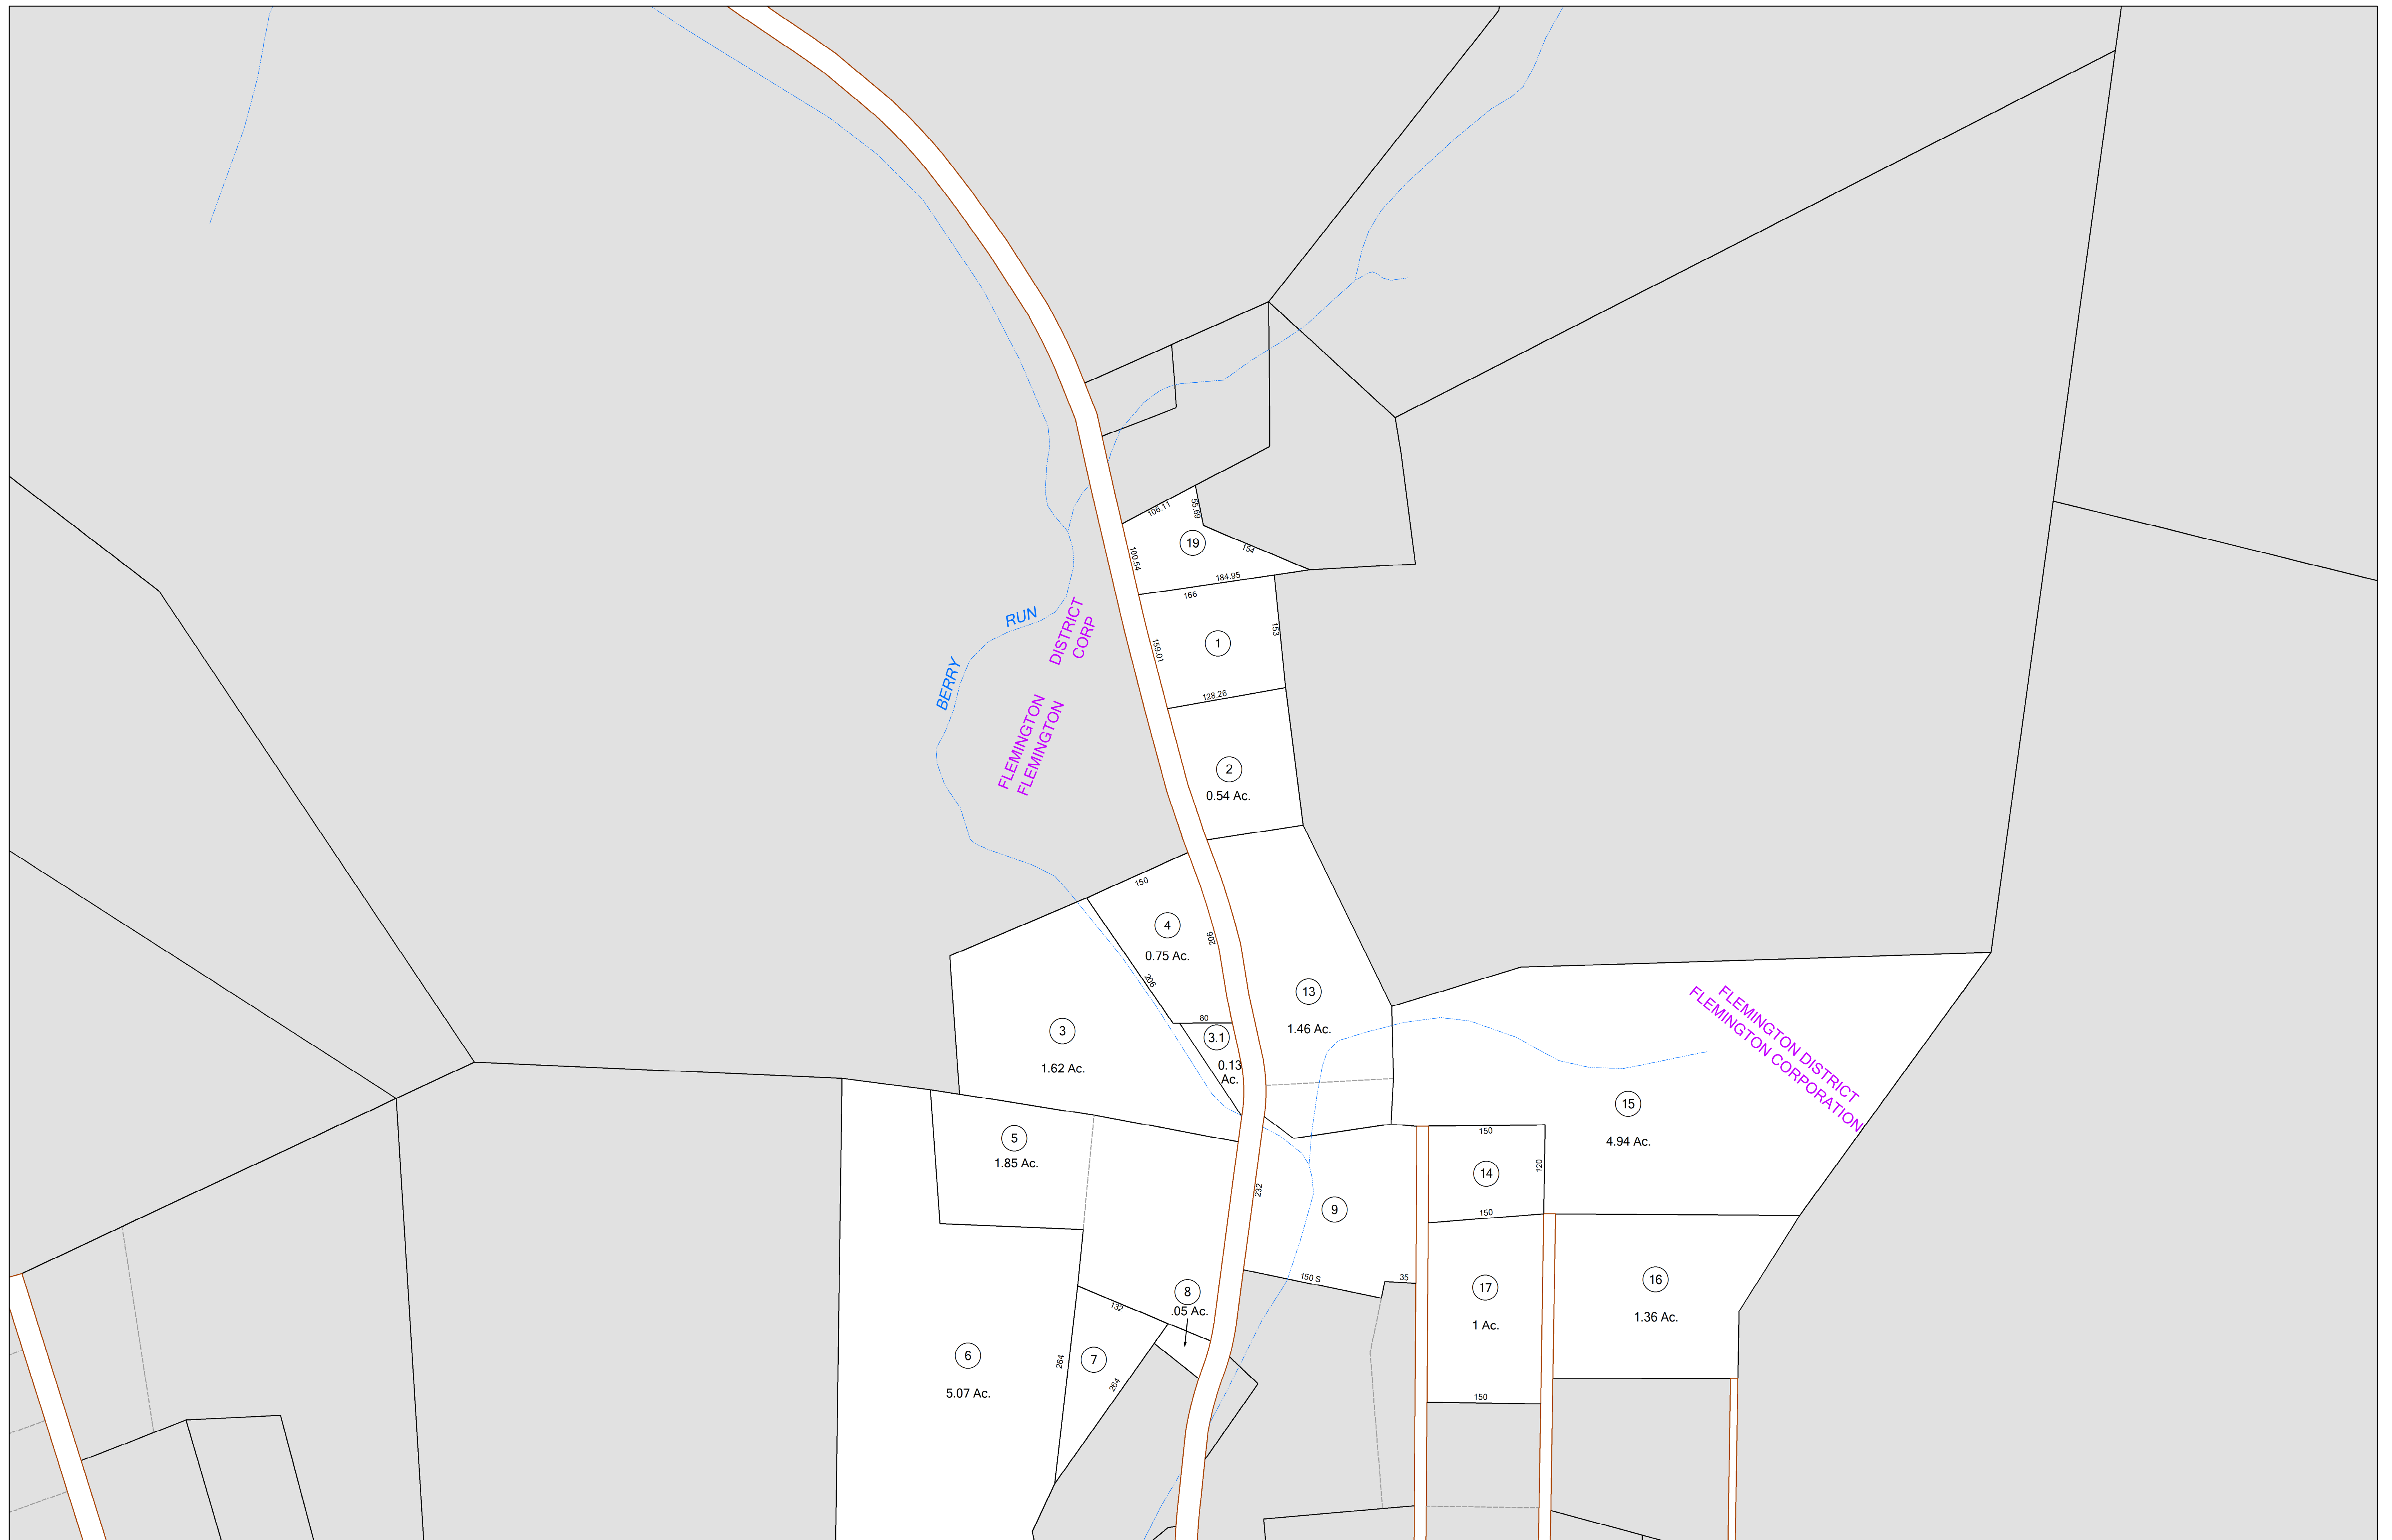 106.11
55.69
19
154
100.54
184.95
166
RUN
DISTRICT
CORP
1
153
159.01
BERRY
128.26
FLEMINGTON
FLEMINGTON
2
0.54 Ac.
150
4
206
0.75 Ac.
206
13
1.46 Ac.
FLEMINGTON DISTRICT
FLEMINGTON CORPORATION
80
3
3.1
1.62 Ac.
0.13
Ac.
15
4.94 Ac.
5
1.85 Ac.
150
14
120
232
9
150
150 S
35
8
.05 Ac.
132
17
1 Ac.
16
1.36 Ac.
6
5.07 Ac.
264
7
264
150